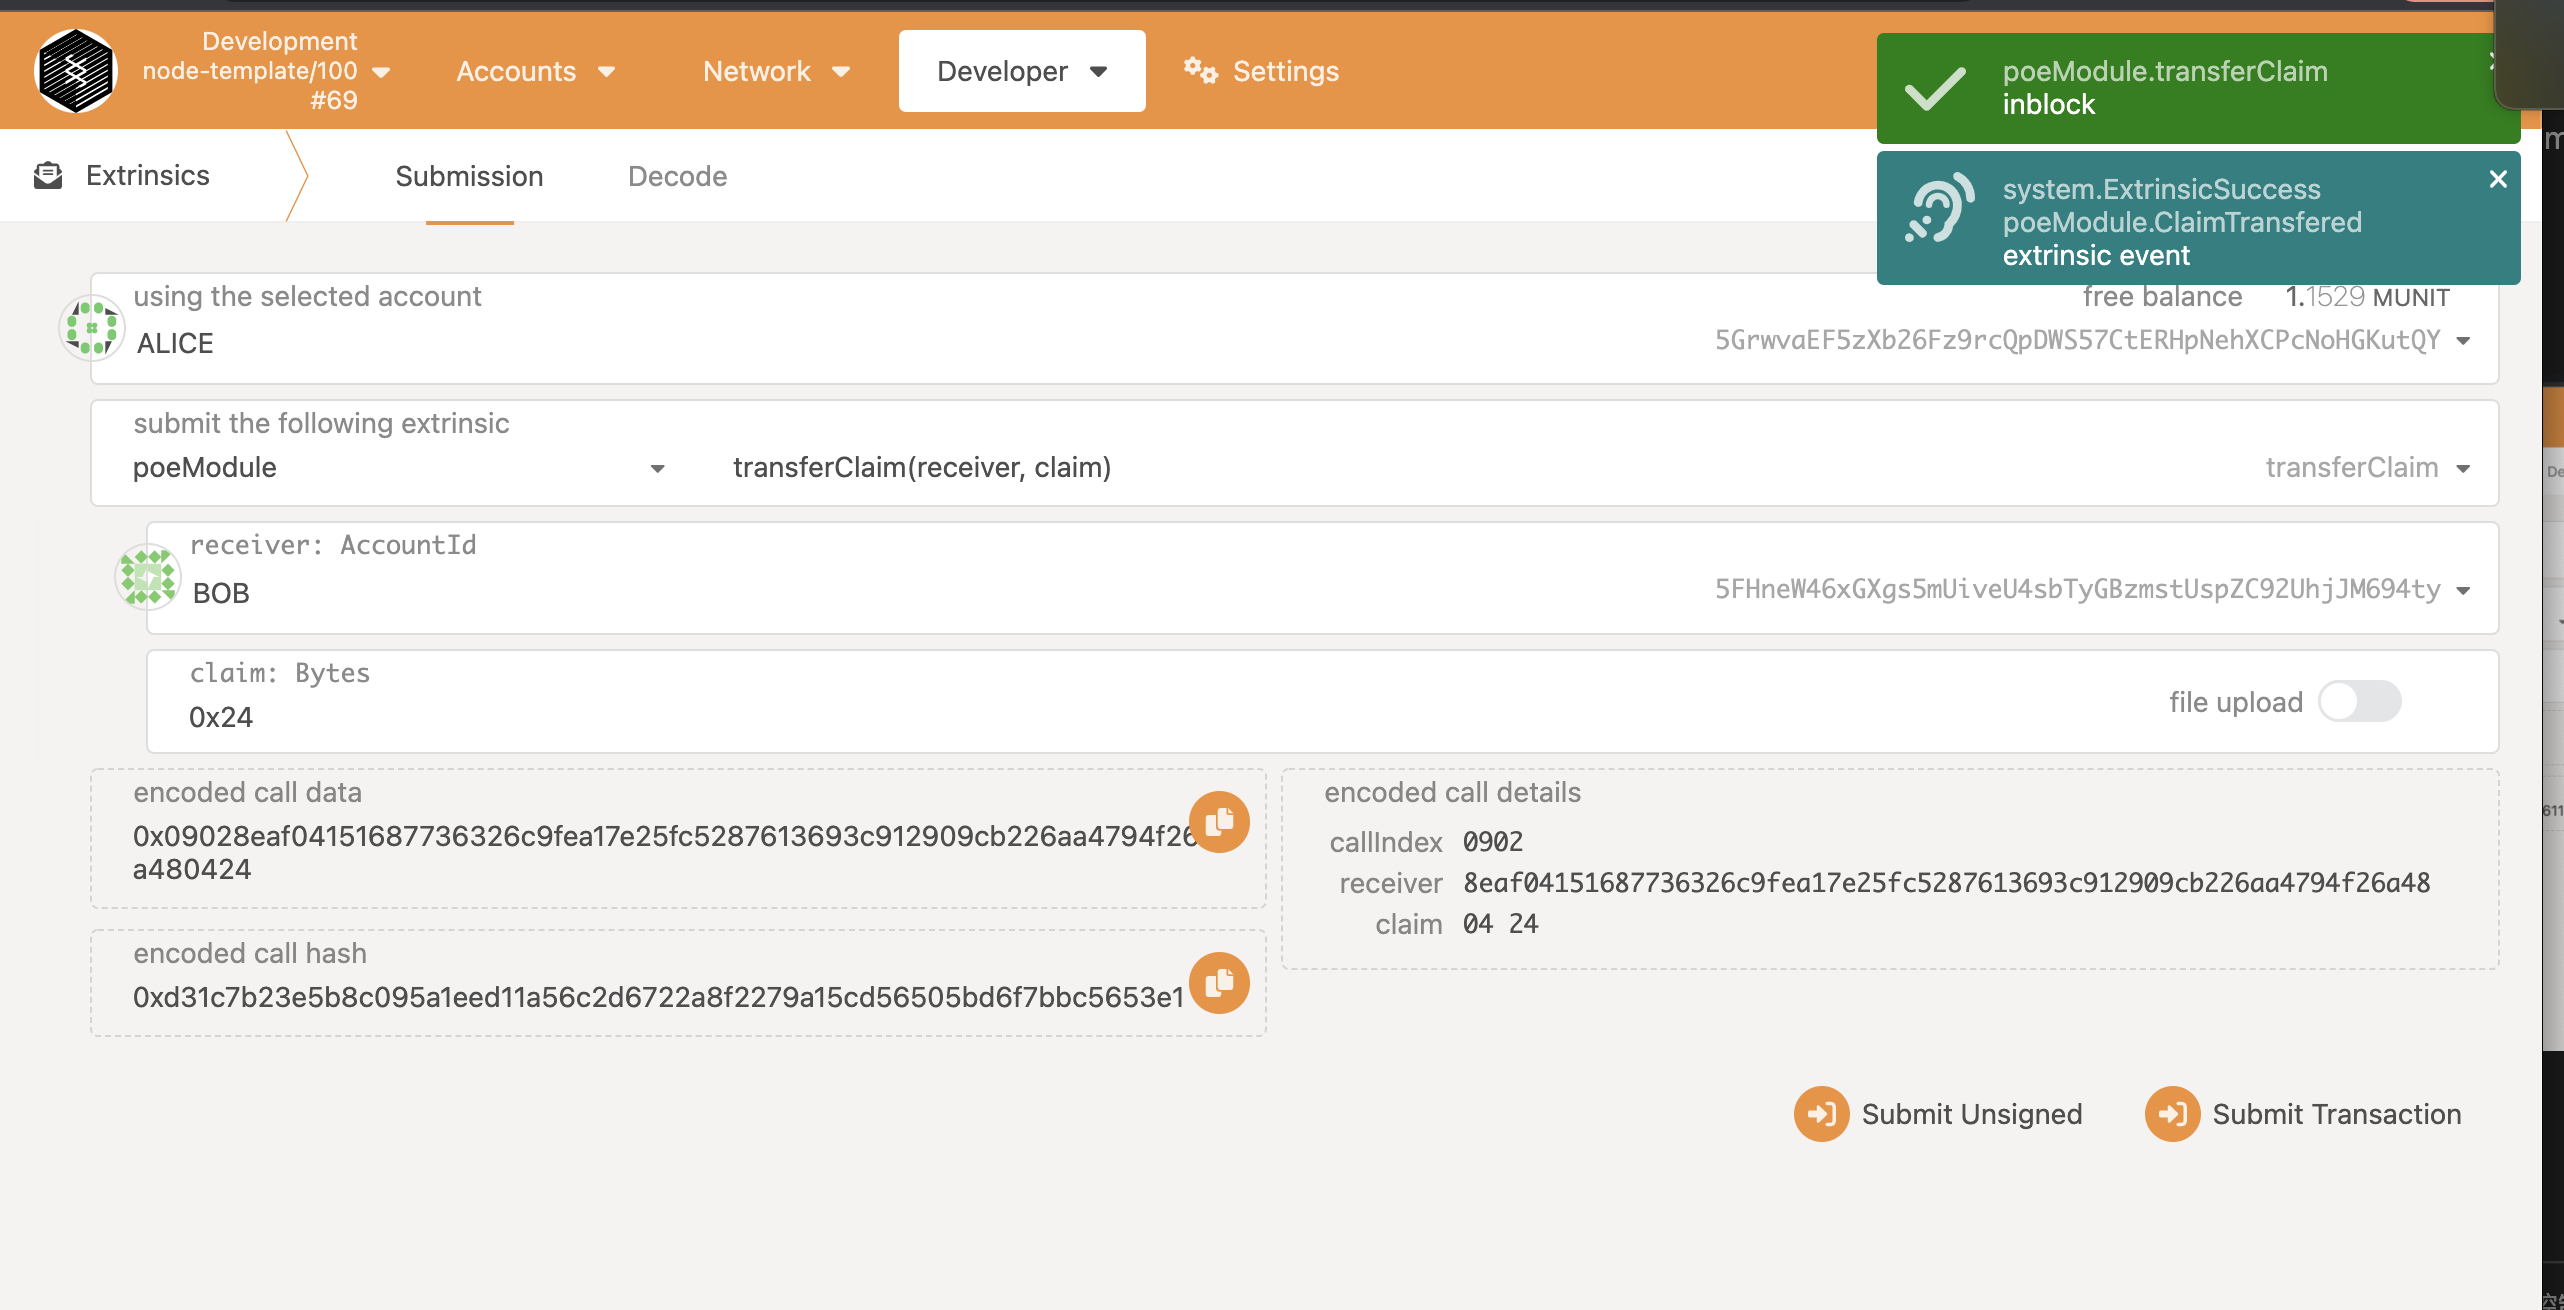 Development
node-template/100
#69
Accounts
Network
Developer
Settings
poeModule.transferClaim
inblock
system.ExtrinsicSuccess
poeModule.ClaimTransfered
extrinsic event
Extrinsics
Submission
Decode
using the selected account
free balance 1.1529 MUNIT
ALICE
5GrwvaEF5zXb26Fz9rcQpDWS57CtERHpNehXCPcNoHGKutQY
submit the following extrinsic
poeModule
transferClaim(receiver, claim)
transferClaim
receiver: AccountId
BOB
5FHneW46xGXgs5mUiveU4sbTyGBzmstUspZC92UhjJM694ty
claim: Bytes
0x24
file upload
encoded call data
0x09028eaf04151687736326c9fea17e25fc5287613693c912909cb226aa4794f26
a480424
encoded call details
callIndex 0902
receiver 8eaf04151687736326c9fea17e25fc5287613693c912909cb226aa4794f26a48
claim 04 24
encoded call hash
0xd31c7b23e5b8c095a1eed11a56c2d6722a8f2279a15cd56505bd6f7bbc5653e1
Submit Unsigned
Submit Transaction